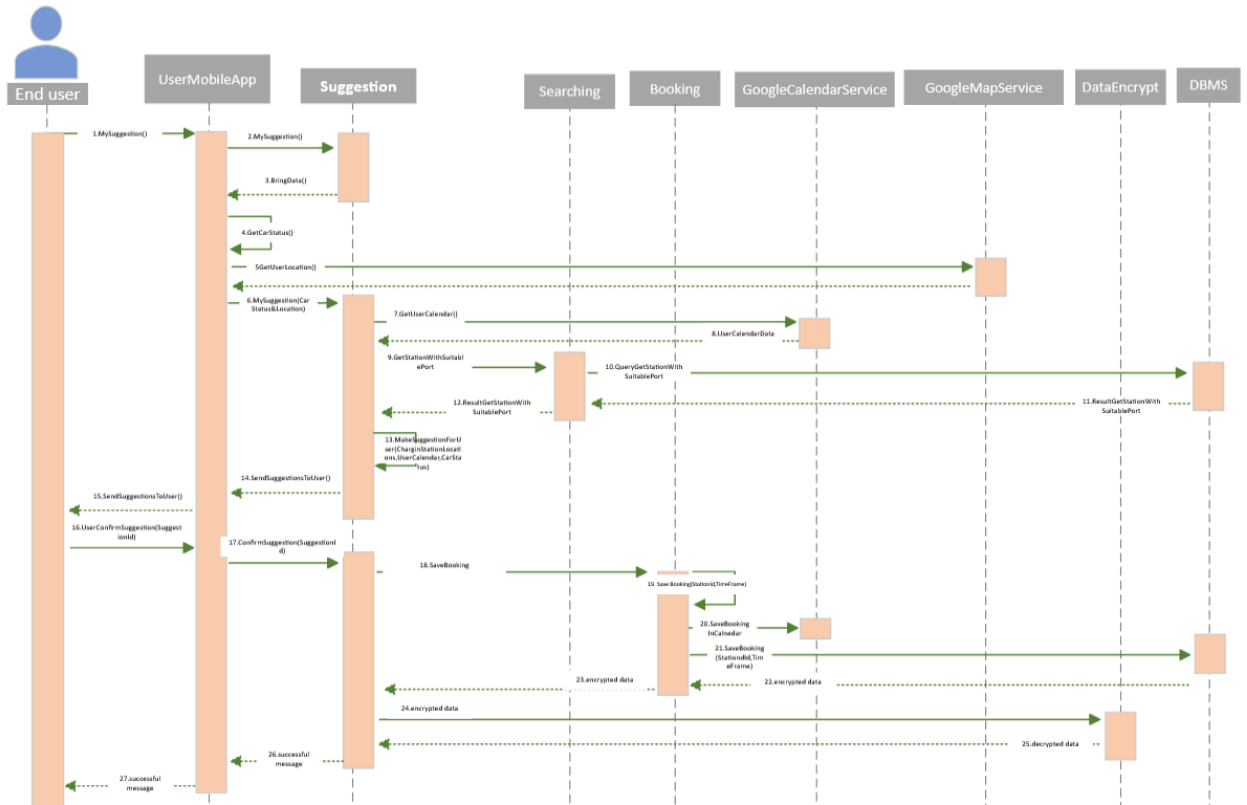 End user
UserMobileApp
Suggestion
Searching
Booking
GoogleCalendarService
GoogleMapService
DataEncrypt
DBMS
1.MySuggestion()
2.MySuggestion()
3.BringData()
4.GetCarStatus()
5GetUserLocation()
6.MySuggestion(Car
Status&Location)
7.GetUserCalendar()
8.UserCalendarData
9.GetStationWithSuitabl
ePort
10.QueryGetStationWith
SuitablePort
11.ResultGetStationWith
SuitablePort
12.ResultGetStationWith
SuitablePort
13.MakeSuggestionForU
ser(CharginStationLocati
ons,UserCalendar,CarSta
tus)
14.SendSuggestionsToUser()
15.SendSuggestionsToUser()
16.UserConfirmSuggestion(Suggest
ionId)
17.ConfirmSuggestion(SuggestionI
d)
18.SaveBooking
19. Save Booking(StationId,TimeFrame)
20.SaveBooking
InCalnedar
21.SaveBooking
(StationdId,Tim
eFrame)
22.encrypted data
23.encrypted data
24.encrypted data
25.decrypted data
26.successful
message
27.successful
message